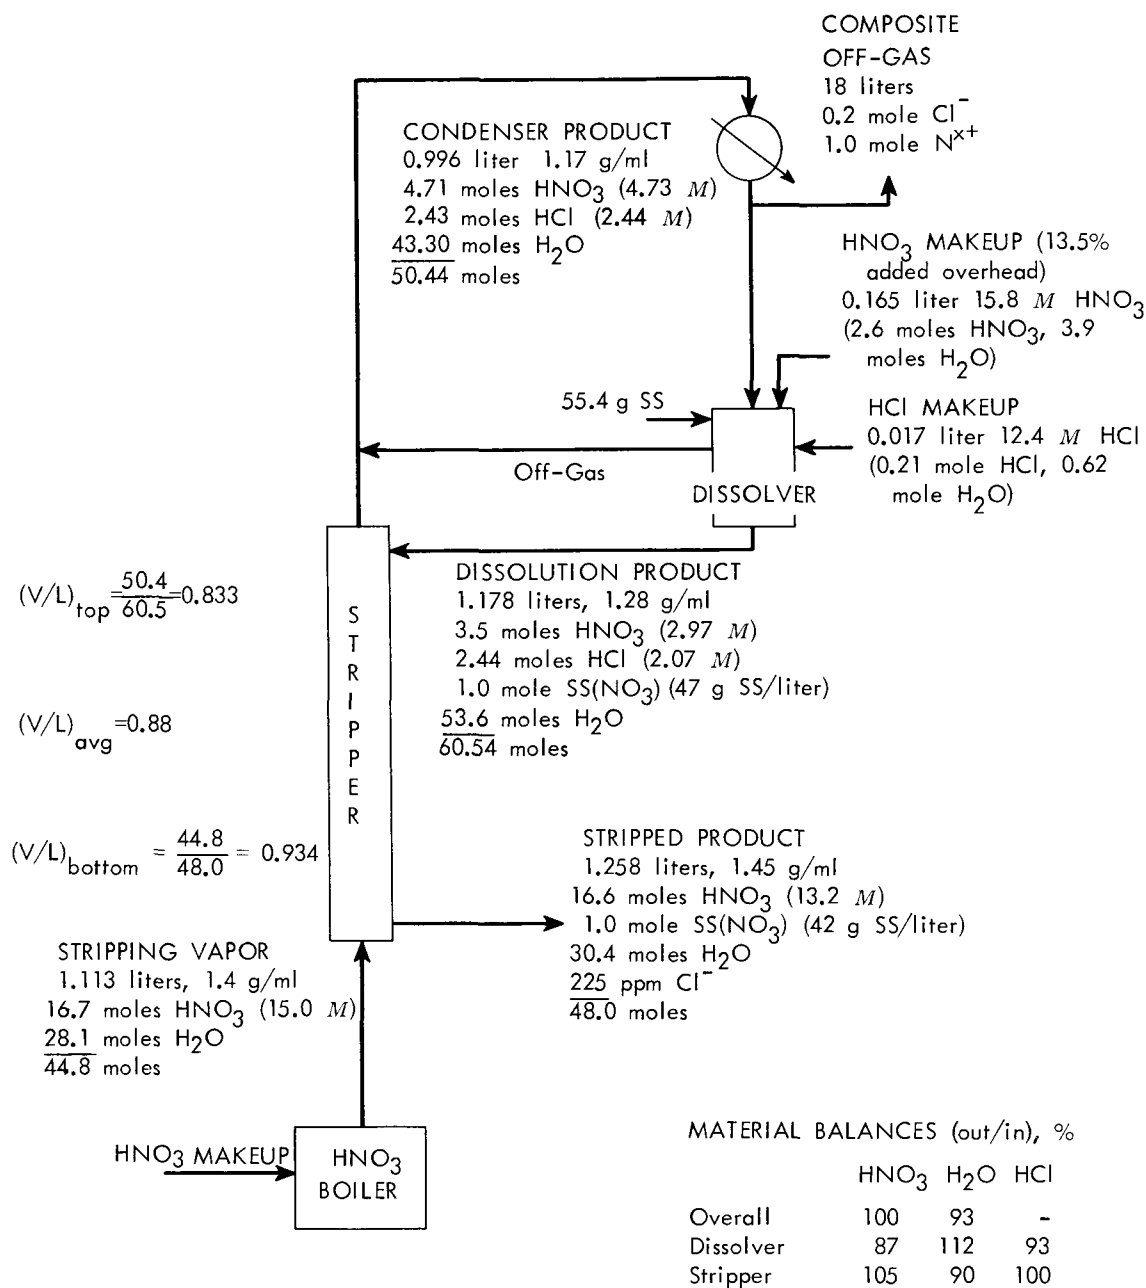 COMPOSITE
OFF-GAS
18 liters
0.2 mole Cl⁻
1.0 mole Nˣ⁺
CONDENSER PRODUCT
0.996 liter 1.17 g/ml
4.71 moles HNO₃ (4.73 M)
2.43 moles HCl (2.44 M)
43.30 moles H₂O
50.44 moles
HNO₃ MAKEUP (13.5%
added overhead)
0.165 liter 15.8 M HNO₃
(2.6 moles HNO₃, 3.9
moles H₂O)
55.4 g SS
HCl MAKEUP
0.017 liter 12.4 M HCl
(0.21 mole HCl, 0.62
mole H₂O)
Off-Gas
DISSOLVER
DISSOLUTION PRODUCT
1.178 liters, 1.28 g/ml
3.5 moles HNO₃ (2.97 M)
2.44 moles HCl (2.07 M)
1.0 mole SS(NO₃) (47 g SS/liter)
53.6 moles H₂O
60.54 moles
(V/L)top = 50.4/60.5 = 0.833
STRIPPER
(V/L)avg = 0.88
(V/L)bottom = 44.8/48.0 = 0.934
STRIPPED PRODUCT
1.258 liters, 1.45 g/ml
16.6 moles HNO₃ (13.2 M)
1.0 mole SS(NO₃) (42 g SS/liter)
30.4 moles H₂O
225 ppm Cl⁻
48.0 moles
STRIPPING VAPOR
1.113 liters, 1.4 g/ml
16.7 moles HNO₃ (15.0 M)
28.1 moles H₂O
44.8 moles
HNO₃ MAKEUP
HNO₃
BOILER
MATERIAL BALANCES (out/in), %
HNO₃ H₂O HCl
Overall 100 93 -
Dissolver 87 112 93
Stripper 105 90 100